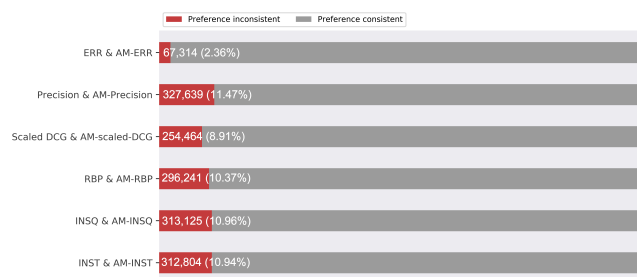 Preference inconsistent Preference consistent
ERR & AM-ERR 67,314 (2.36%)
Precision & AM-Precision 327,639 (11.47%)
Scaled DCG & AM-scaled-DCG 254,464 (8.91%)
RBP & AM-RBP 296,241 (10.37%)
INSQ & AM-INSQ 313,125 (10.96%)
INST & AM-INST 312,804 (10.94%)